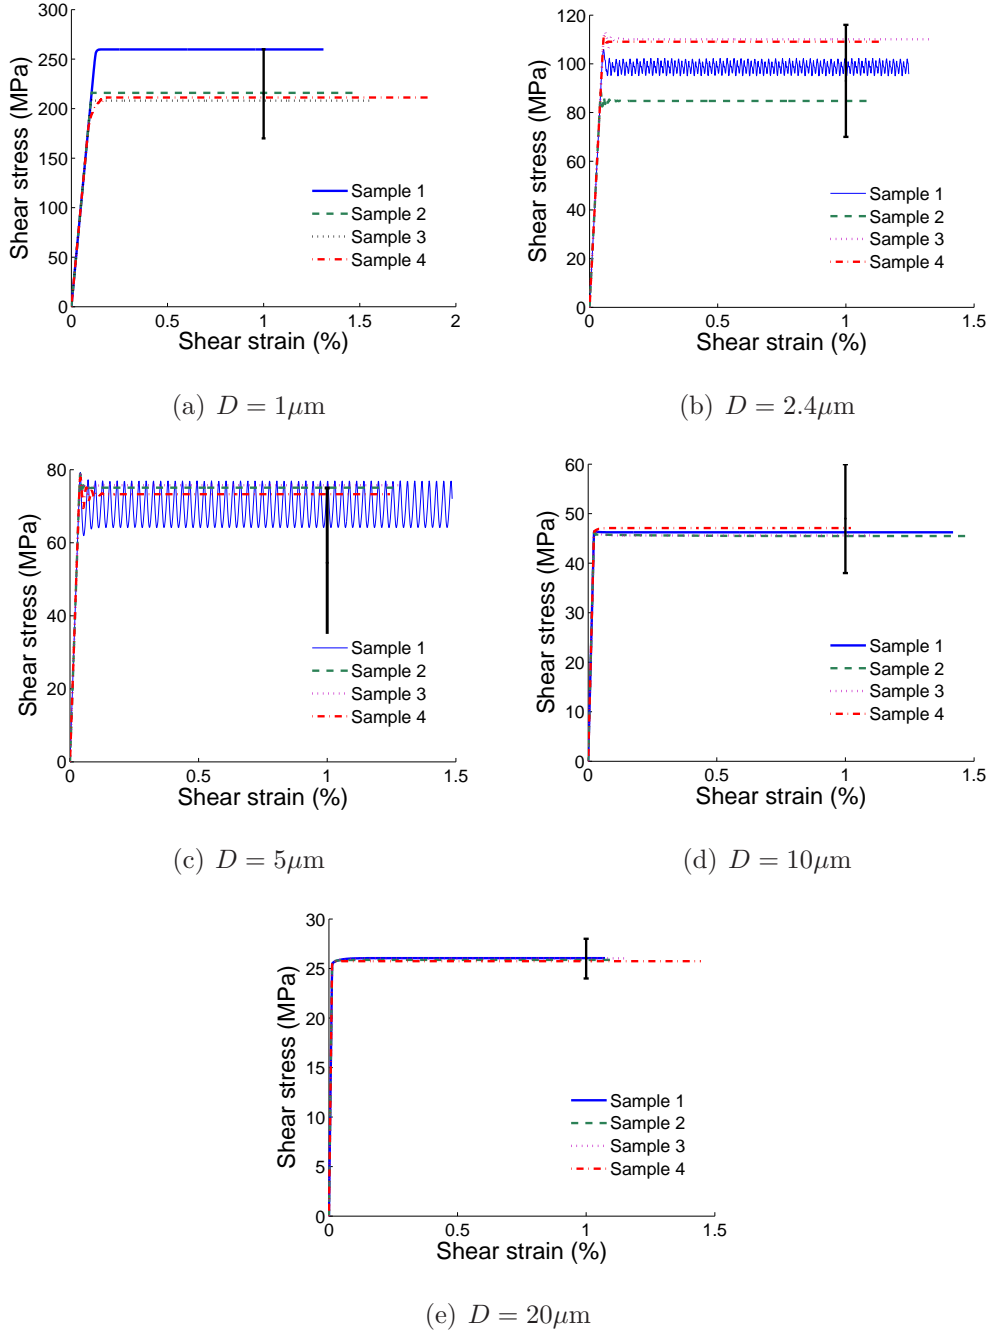 300
250
200
150
100
50
0
Shear stress (MPa)
0 0.5 1 1.5 2
Shear strain (%)
Sample 1
Sample 2
Sample 3
Sample 4
(a) D = 1μm
120
100
80
60
40
20
0
Shear stress (MPa)
0 0.5 1 1.5
Shear strain (%)
Sample 1
Sample 2
Sample 3
Sample 4
(b) D = 2.4μm
80
60
40
20
0
Shear stress (MPa)
0 0.5 1 1.5
Shear strain (%)
Sample 1
Sample 2
Sample 3
Sample 4
(c) D = 5μm
60
50
40
30
20
10
0
Shear stress (MPa)
0 0.5 1 1.5
Shear strain (%)
Sample 1
Sample 2
Sample 3
Sample 4
(d) D = 10μm
30
25
20
15
10
5
0
Shear stress (MPa)
0 0.5 1 1.5
Shear strain (%)
Sample 1
Sample 2
Sample 3
Sample 4
(e) D = 20μm